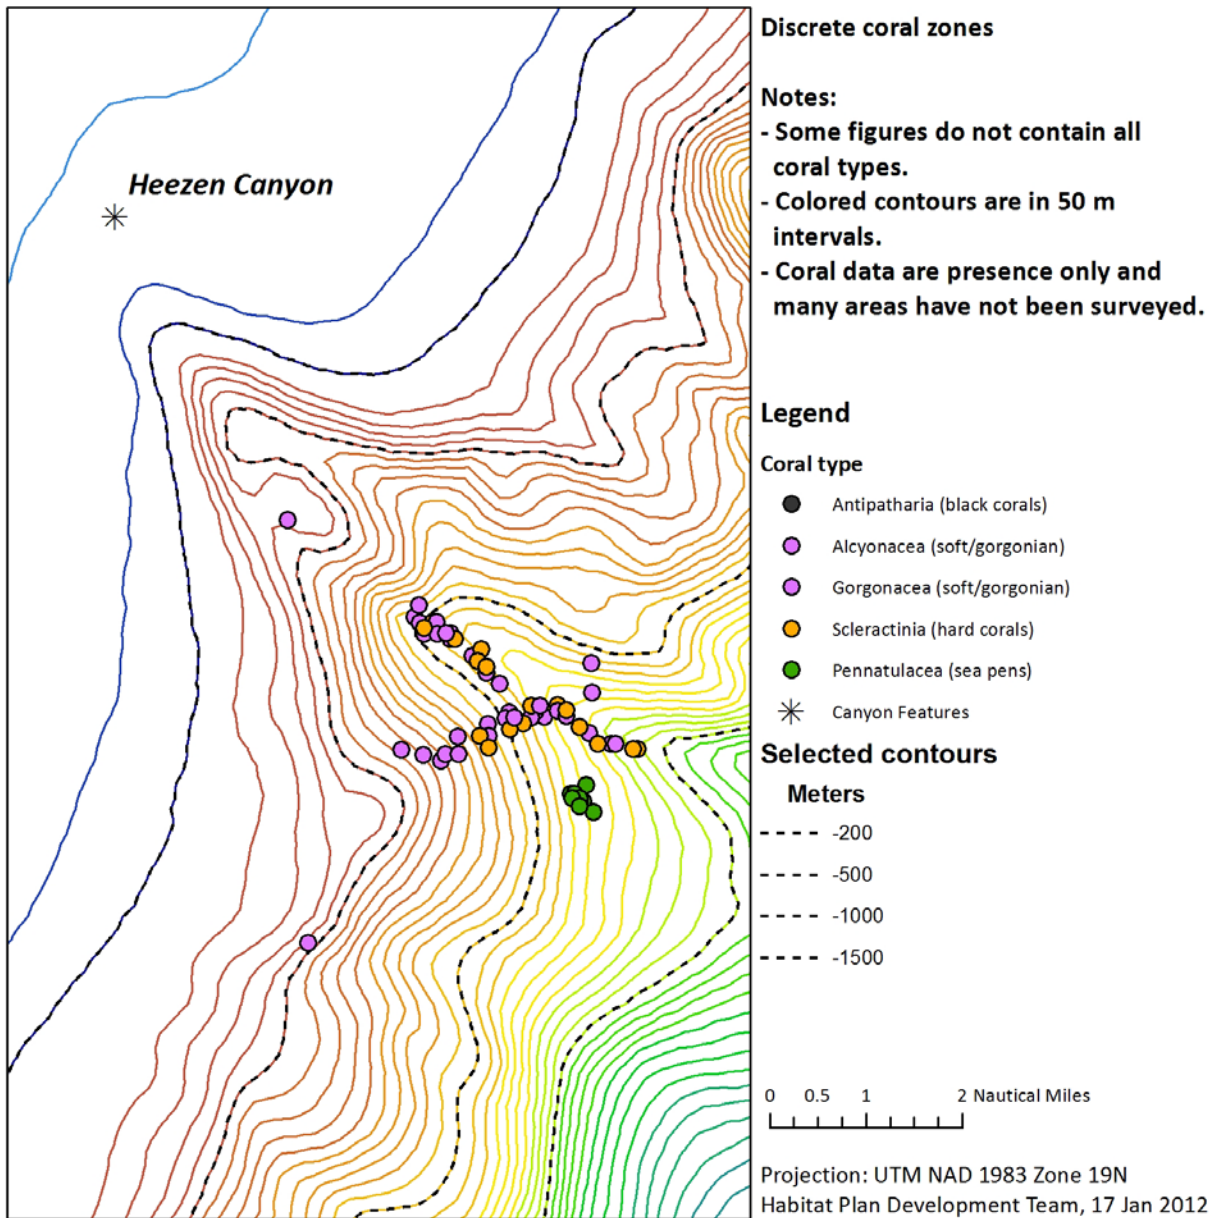 Discrete coral zones
Notes:
- Some figures do not contain all
coral types.
- Colored contours are in 50 m
intervals.
- Coral data are presence only and
many areas have not been surveyed.
Heezen Canyon
Legend
Coral type
Antipatharia (black corals)
Alcyonacea (soft/gorgonian)
Gorgonacea (soft/gorgonian)
Scleractinia (hard corals)
Pennatulacea (sea pens)
Canyon Features
Selected contours
Meters
-200
-500
-1000
-1500
0 0.5 1 2 Nautical Miles
Projection: UTM NAD 1983 Zone 19N
Habitat Plan Development Team, 17 Jan 2012